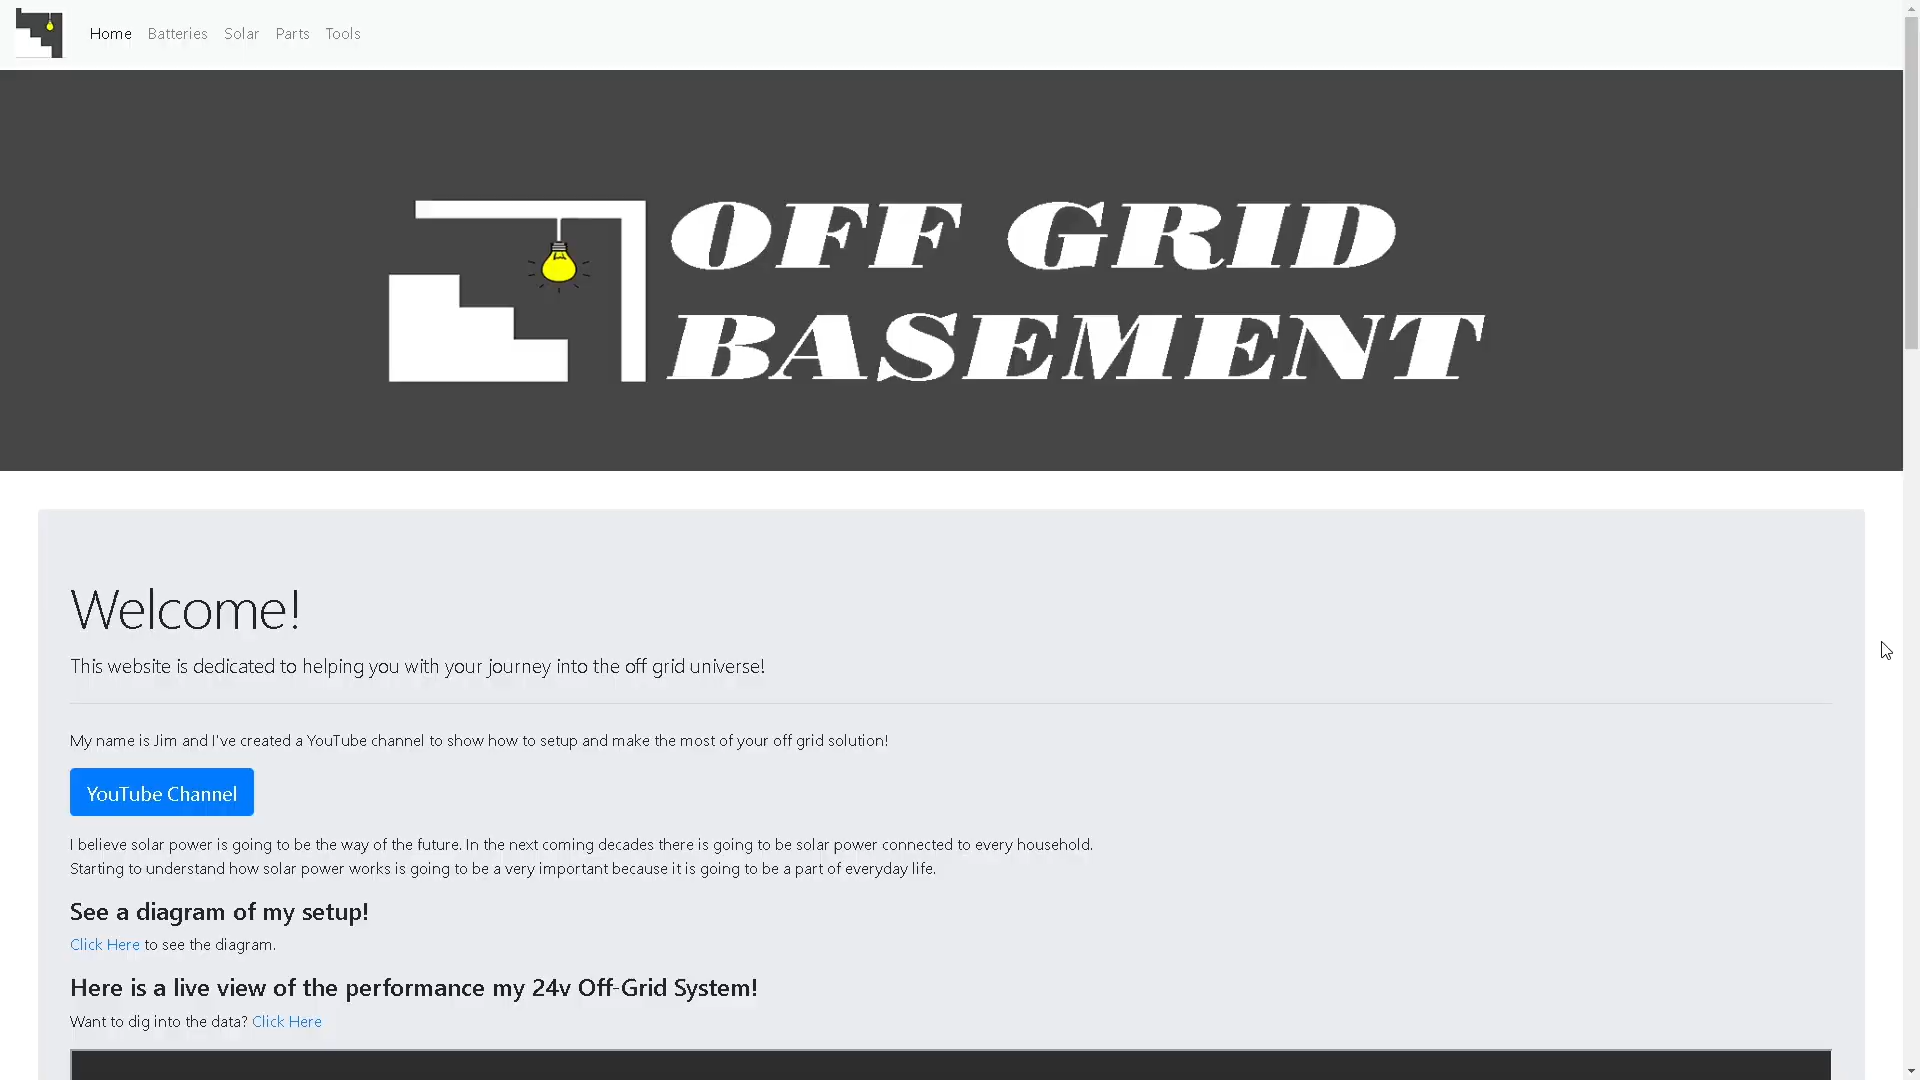 Home Batteries Solar Parts Tools
OFF GRID
BASEMENT
Welcome!
This website is dedicated to helping you with your journey into the off grid universe!
My name is Jim and I've created a YouTube channel to show how to setup and make the most of your off grid solution!
YouTube Channel
I believe solar power is going to be the way of the future. In the next coming decades there is going to be solar power connected to every household.
Starting to understand how solar power works is going to be a very important because it is going to be a part of everyday life.
See a diagram of my setup!
Click Here to see the diagram.
Here is a live view of the performance my 24v Off-Grid System!
Want to dig into the data? Click Here